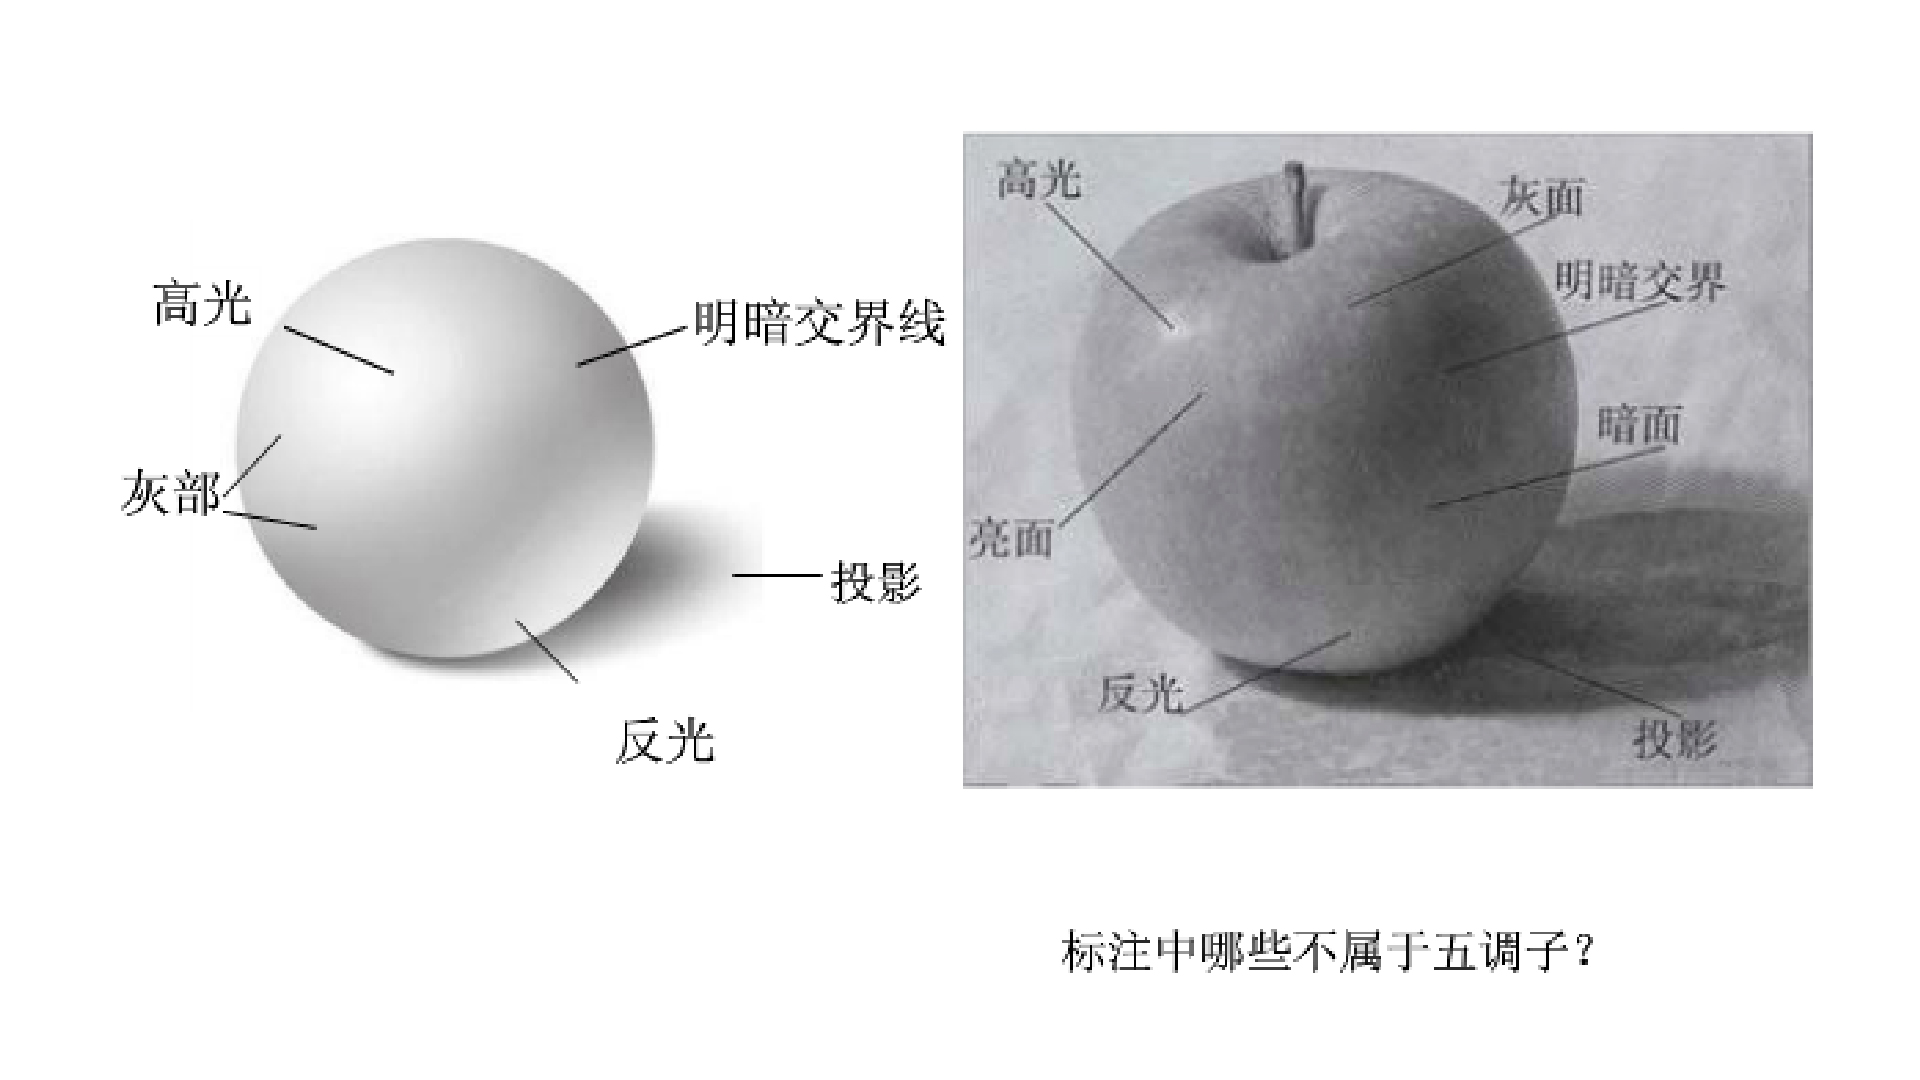 高光
明暗交界线
灰部
投影
反光
高光
灰面
明暗交界
暗面
亮面
反光
投影
标注中哪些不属于五调子？